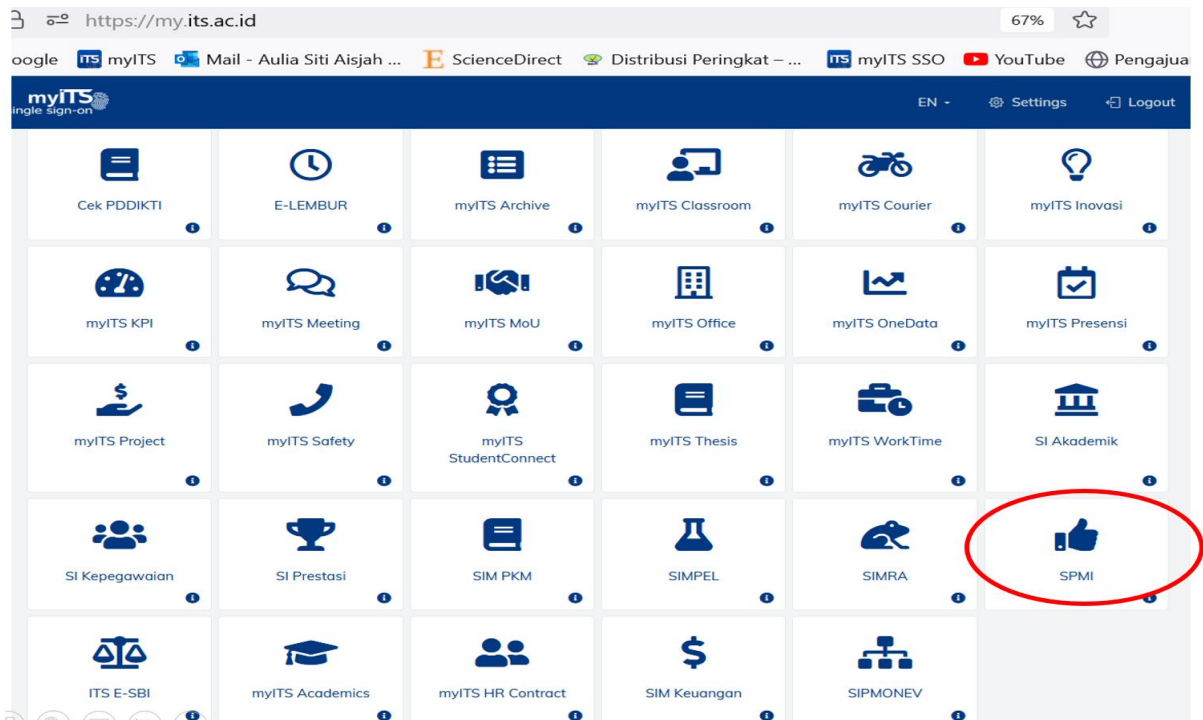 https://my.its.ac.id 67%
oogle ITS myITS Mail - Aulia Siti Aisjah ... ScienceDirect Distribusi Peringkat – ... ITS myITS SSO YouTube Pengajua
myITS EN Settings Logout
ingle sign-on
Cek PDDIKTI E-LEMBUR myITS Archive myITS Classroom myITS Courier myITS Inovasi
myITS KPI myITS Meeting myITS MoU myITS Office myITS OneData myITS Presensi
myITS Project myITS Safety myITS myITS Thesis myITS WorkTime SI Akademik
StudentConnect
SI Kepegawaian SI Prestasi SIM PKM SIMPEL SIMRA SPMI
ITS E-SBI myITS Academics myITS HR Contract SIM Keuangan SIPMONEV